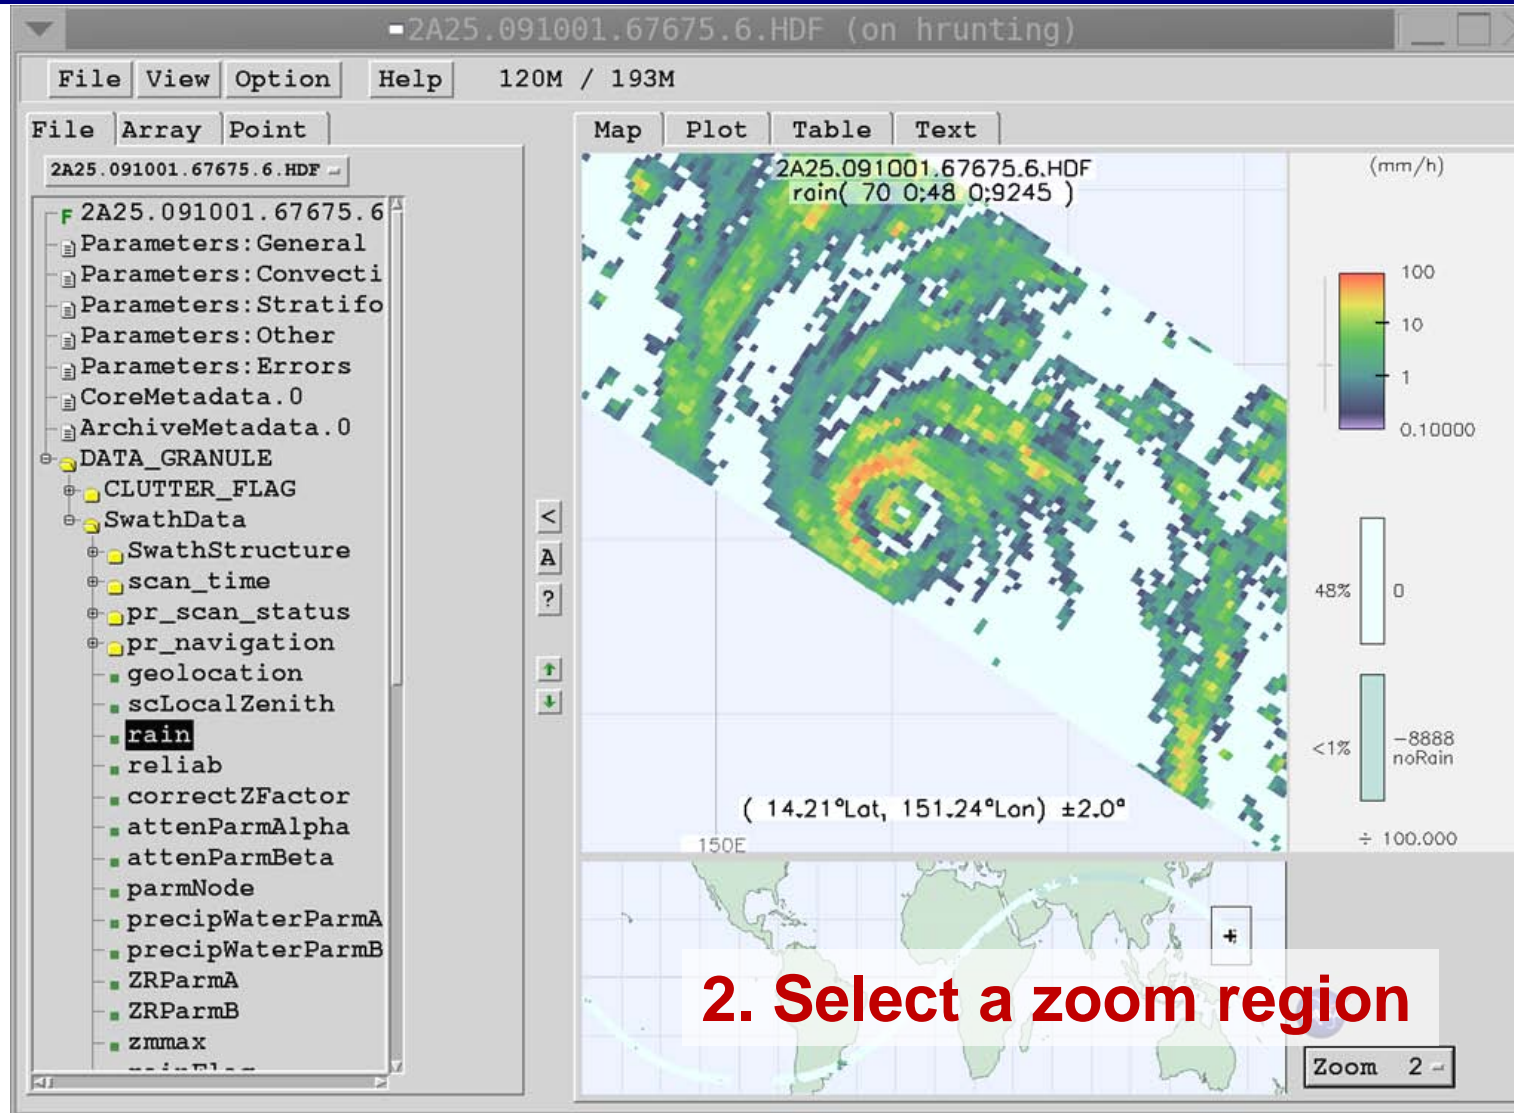 2A25.091001.67675.6.HDF (on hrunting)
File View Option Help 120M / 193M
File Array Point
2A25.091001.67675.6.HDF
F 2A25.091001.67675.6
Parameters:General
Parameters:Convecti
Parameters:Stratifo
Parameters:Other
Parameters:Errors
CoreMetadata.0
ArchiveMetadata.0
DATA_GRANULE
CLUTTER_FLAG
SwathData
SwathStructure
scan_time
pr_scan_status
pr_navigation
geolocation
scLocalZenith
rain
reliab
correctZFactor
attenParmAlpha
attenParmBeta
parmNode
precipWaterParmA
precipWaterParmB
ZRParmA
ZRParmB
zmmax
rainFlag
<
A
?
Map Plot Table Text
2A25.091001.67675.6.HDF
rain( 70 0:48 0:9245 )
( 14.21°Lat, 151.24°Lon) ±2.0°
150E
(mm/h)
100
10
1
0.10000
48% 0
<1% -8888
noRain
÷ 100.000
2. Select a zoom region
Zoom 2